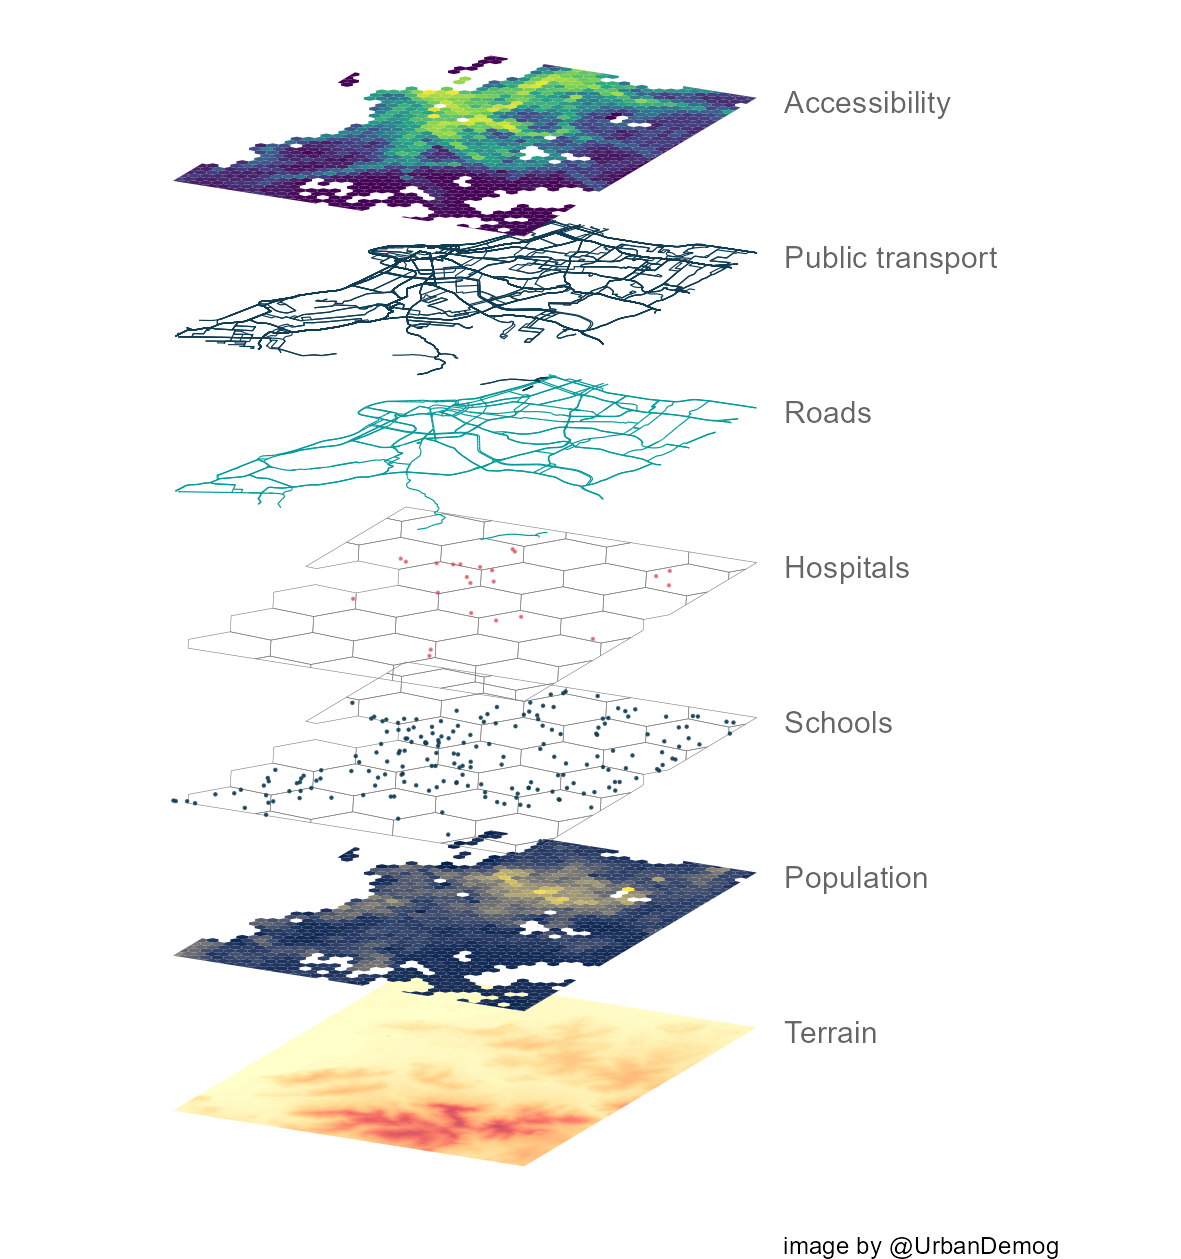 Accessibility
Public transport
Roads
Hospitals
Schools
Population
Terrain
image by @UrbanDemog